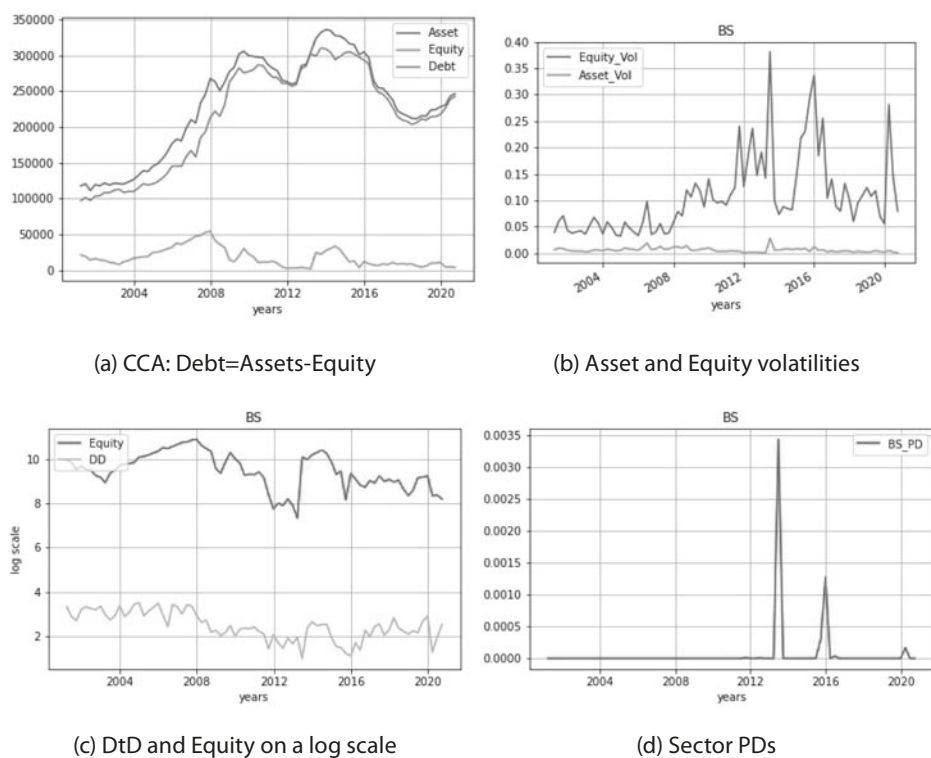 350000
300000
250000
200000
150000
100000
50000
0
Asset
Equity
Debt
2004 2008 2012 2016 2020
years
(a) CCA: Debt=Assets-Equity
BS
0.40
0.35
0.30
0.25
0.20
0.15
0.10
0.05
0.00
Equity_Vol
Asset_Vol
2004 2008 2012 2016 2020
years
(b) Asset and Equity volatilities
BS
log scale
10
8
6
4
2
Equity
DD
2004 2008 2012 2016 2020
years
(c) DtD and Equity on a log scale
BS
0.0035
0.0030
0.0025
0.0020
0.0015
0.0010
0.0005
0.0000
BS_PD
2004 2008 2012 2016 2020
years
(d) Sector PDs